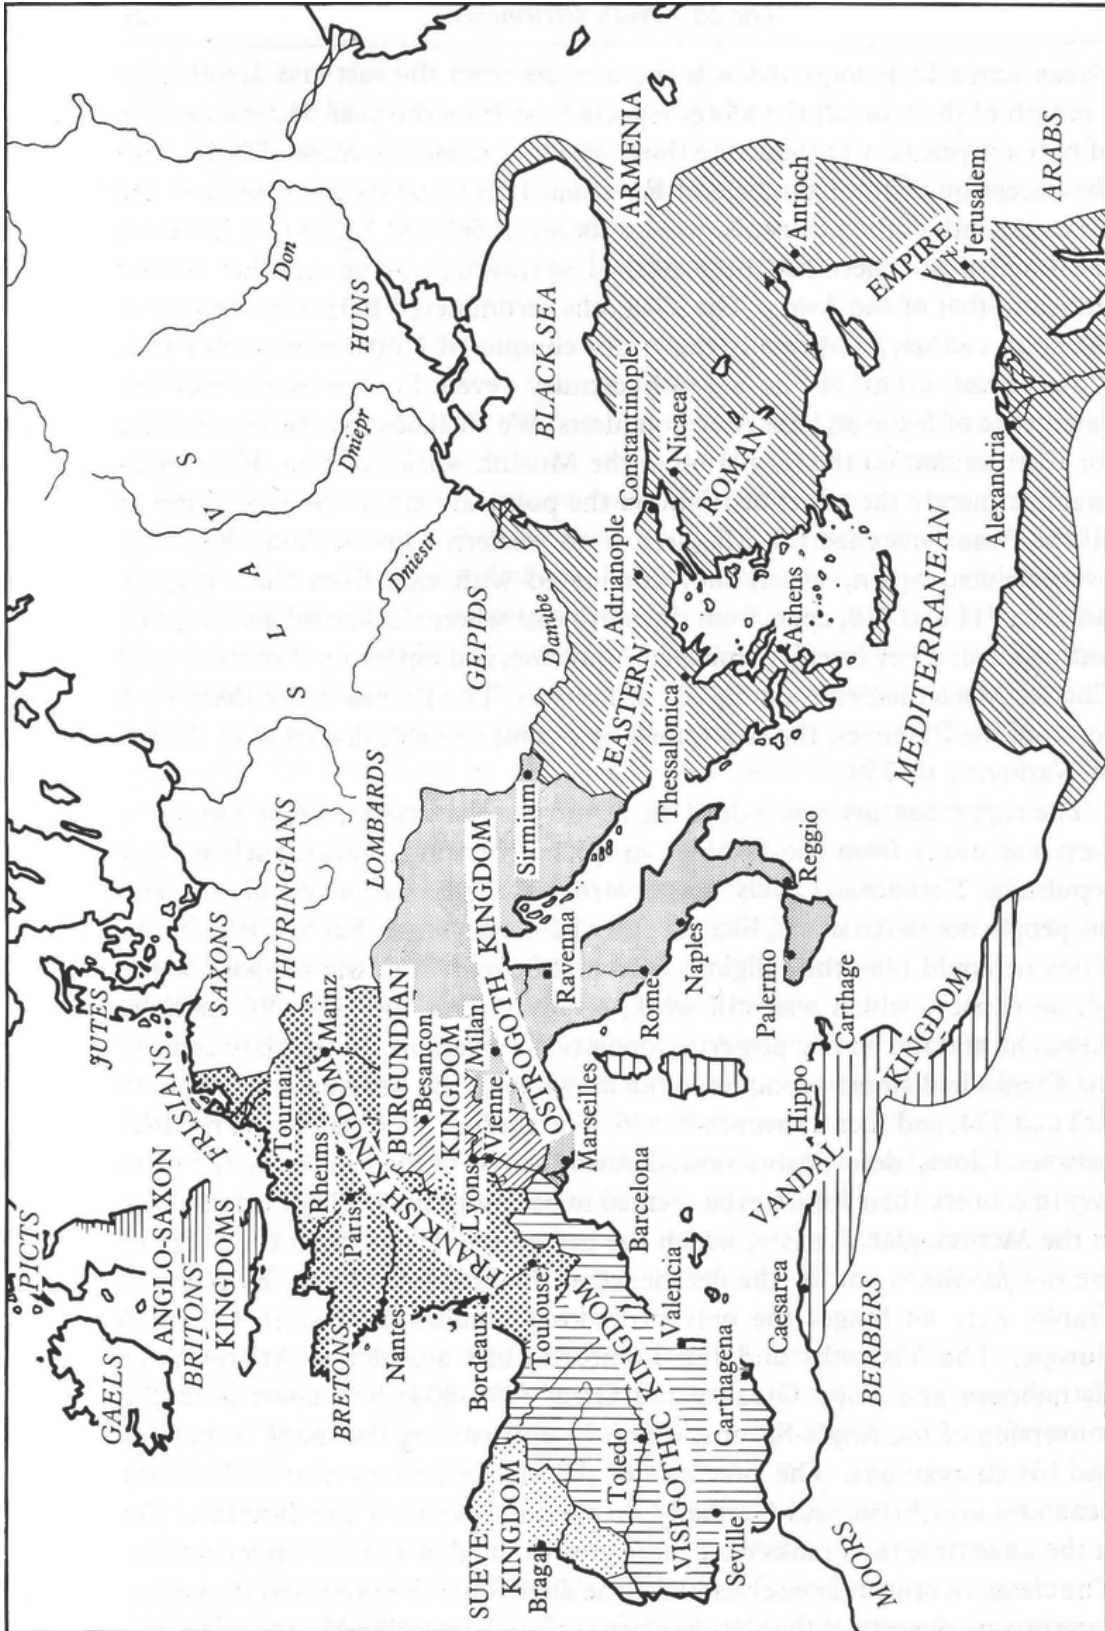 PICTS
GAELS
ANGLO-SAXON
BRITONS
KINGDOMS
JUTES
FRISIANS
SAXONS
THURINGIANS
SLAVS
Don
HUNS
Dniepr
Dniestr
LOMBARDS
GEPIDS
Danube
BLACK SEA
ARMENIA
BRETONS
Tournai
Rheims
Mainz
Paris
Nantes
FRANKISH KINGDOM
BURGUNDIAN
KINGDOM
Besançon
Lyons
Vienne
Milan
OSTROGOTH KINGDOM
Sirmium
Ravenna
Marseilles
Bordeaux
Toulouse
SUEVE
KINGDOM
Braga
Toledo
VISIGOTHIC KINGDOM
Barcelona
Valencia
Carthagena
Seville
MOORS
Rome
Naples
Palermo
Reggio
EASTERN
ROMAN
EMPIRE
Adrianople
Constantinople
Nicaea
Thessalonica
Athens
Antioch
Jerusalem
ARABS
Alexandria
MEDITERRANEAN
Caesarea
Hippo
Carthage
VANDAL
KINGDOM
BERBERS